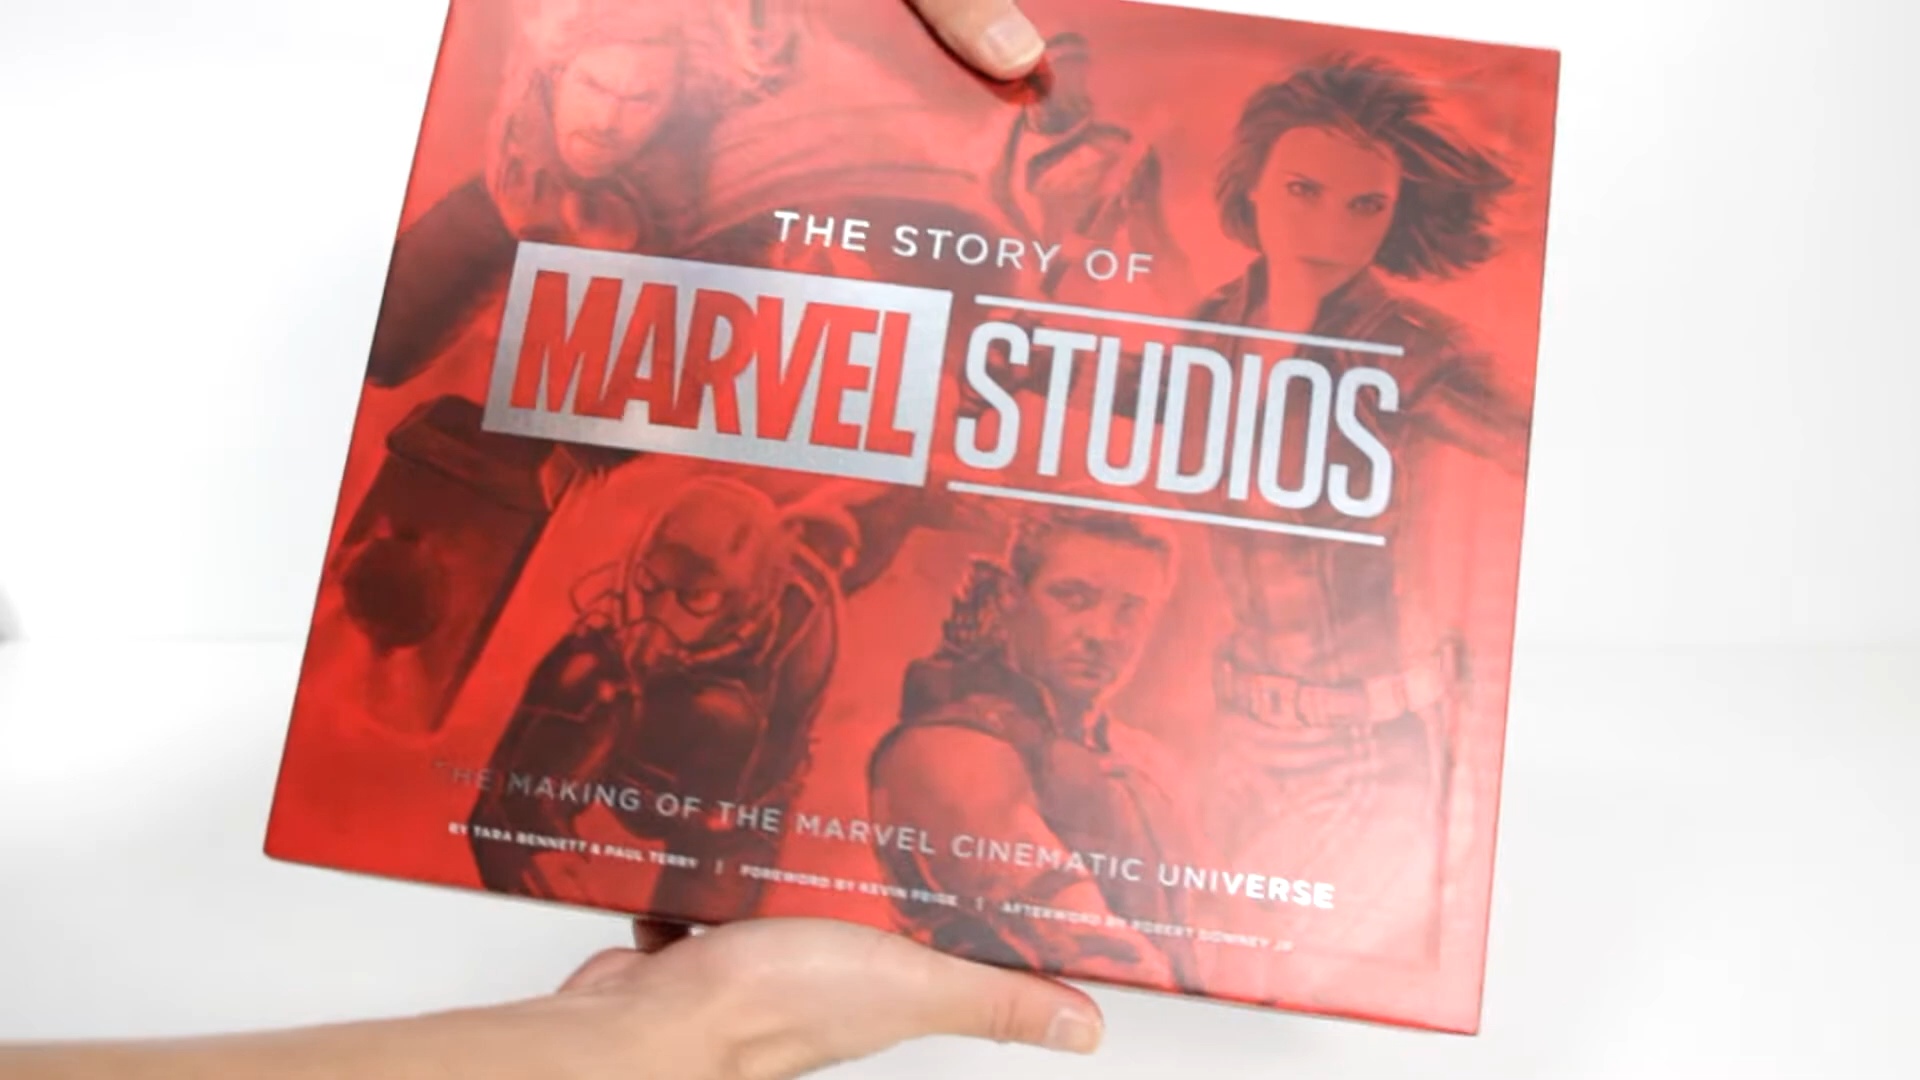 THE STORY OF
MARVEL STUDIOS
THE MAKING OF THE MARVEL CINEMATIC UNIVERSE
BY TARA BENNETT & PAUL TERRY | FOREWORD BY KEVIN FEIGE | AFTERWORD BY ROBERT DOWNEY JR